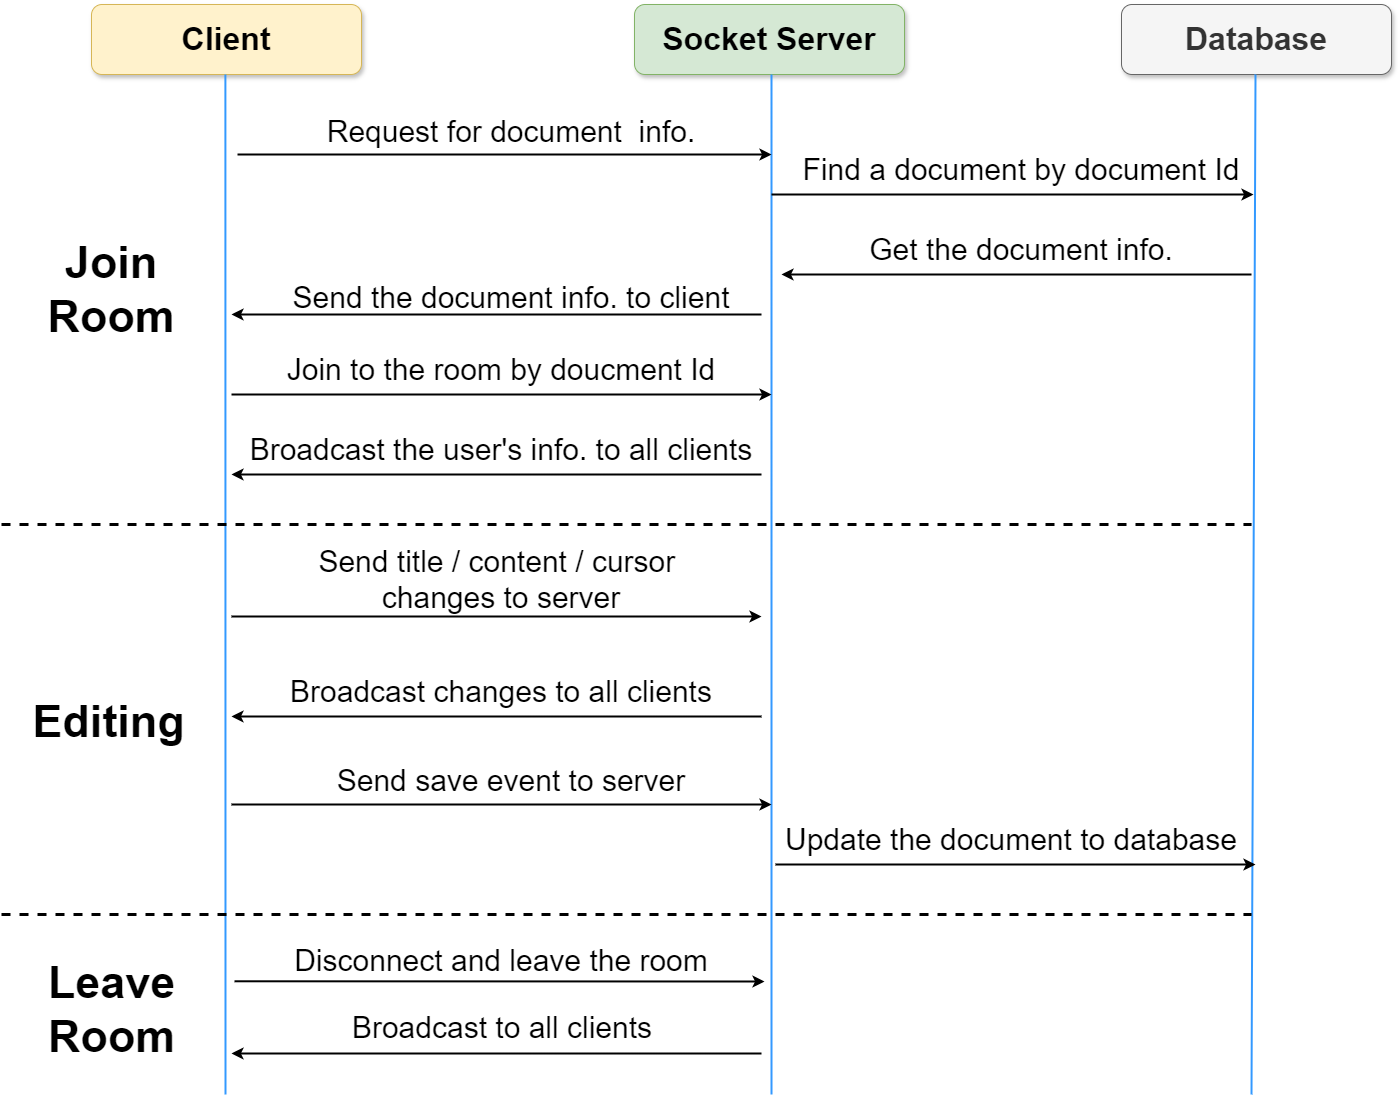 Client
Socket Server
Database
Request for document  info.
Find a document by document Id
Get the document info.
Join
Room
Send the document info. to client
Join to the room by doucment Id
Broadcast the user's info. to all clients
Send title / content / cursor
changes to server
Broadcast changes to all clients
Editing
Send save event to server
Update the document to database
Disconnect and leave the room
Leave
Room
Broadcast to all clients